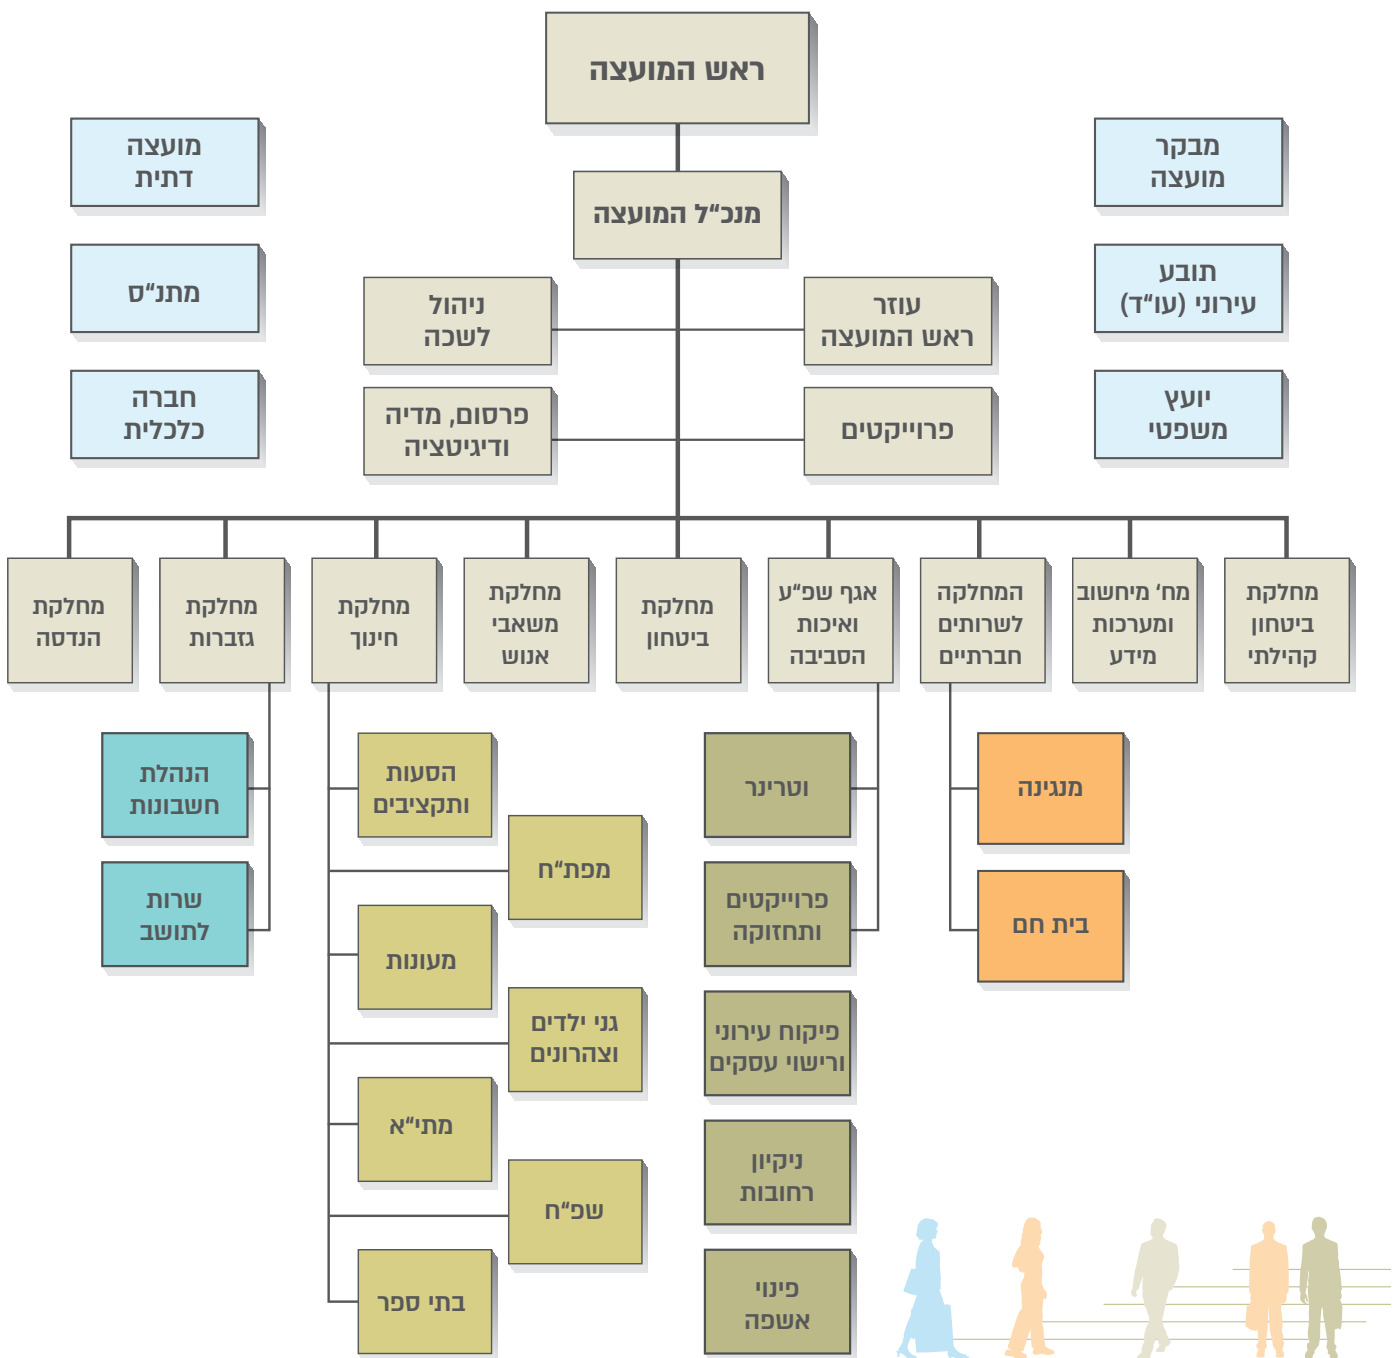 ראש המועצה
מנכ“ל המועצה
מבקר
מועצה
תובע
עירוני (עו“ד)
יועץ
משפטי
עוזר
ראש המועצה
פרוייקטים
ניהול
לשכה
פרסום, מדיה
ודיגיטציה
מועצה
דתית
מתנ“ס
חברה
כלכלית
מחלקת
ביטחון
קהילתי
מח' מיחשוב
ומערכות
מידע
המחלקה
לשרותים
חברתיים
אגף שפ“ע
ואיכות
הסביבה
מחלקת
ביטחון
מחלקת
משאבי
אנוש
מחלקת
חינוך
מחלקת
גזברות
מחלקת
הנדסה
מנגינה
בית חם
וטרינר
פרוייקטים
ותחזוקה
פיקוח עירוני
ורישוי עסקים
ניקיון
רחובות
פינוי
אשפה
הסעות
ותקציבים
מפת“ח
מעונות
גני ילדים
וצהרונים
מתי“א
שפ“ח
בתי ספר
הנהלת
חשבונות
שרות
לתושב